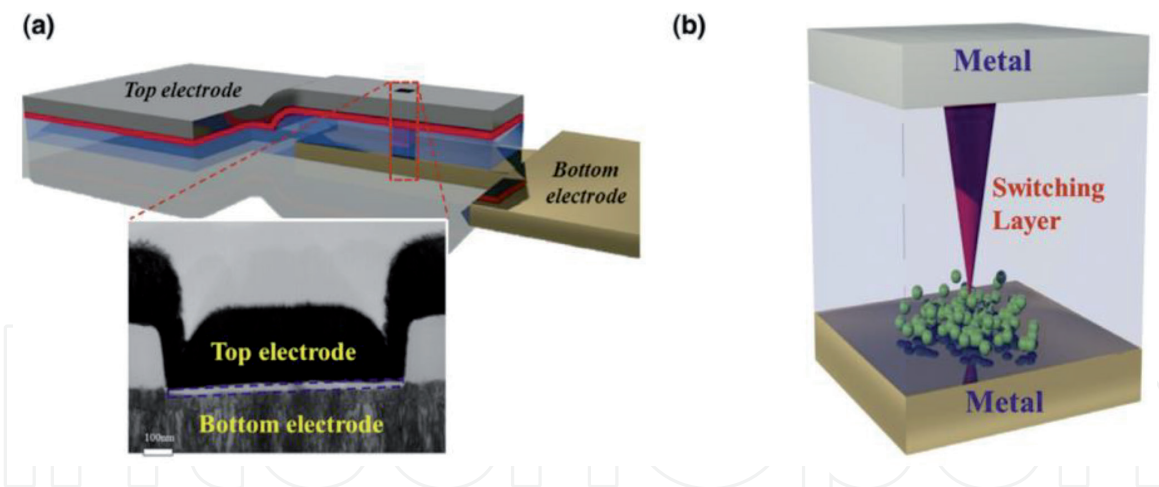 (a)
Top electrode
Bottom
electrode
Top electrode
Bottom electrode
100nm
(b)
Metal
Switching
Layer
Metal